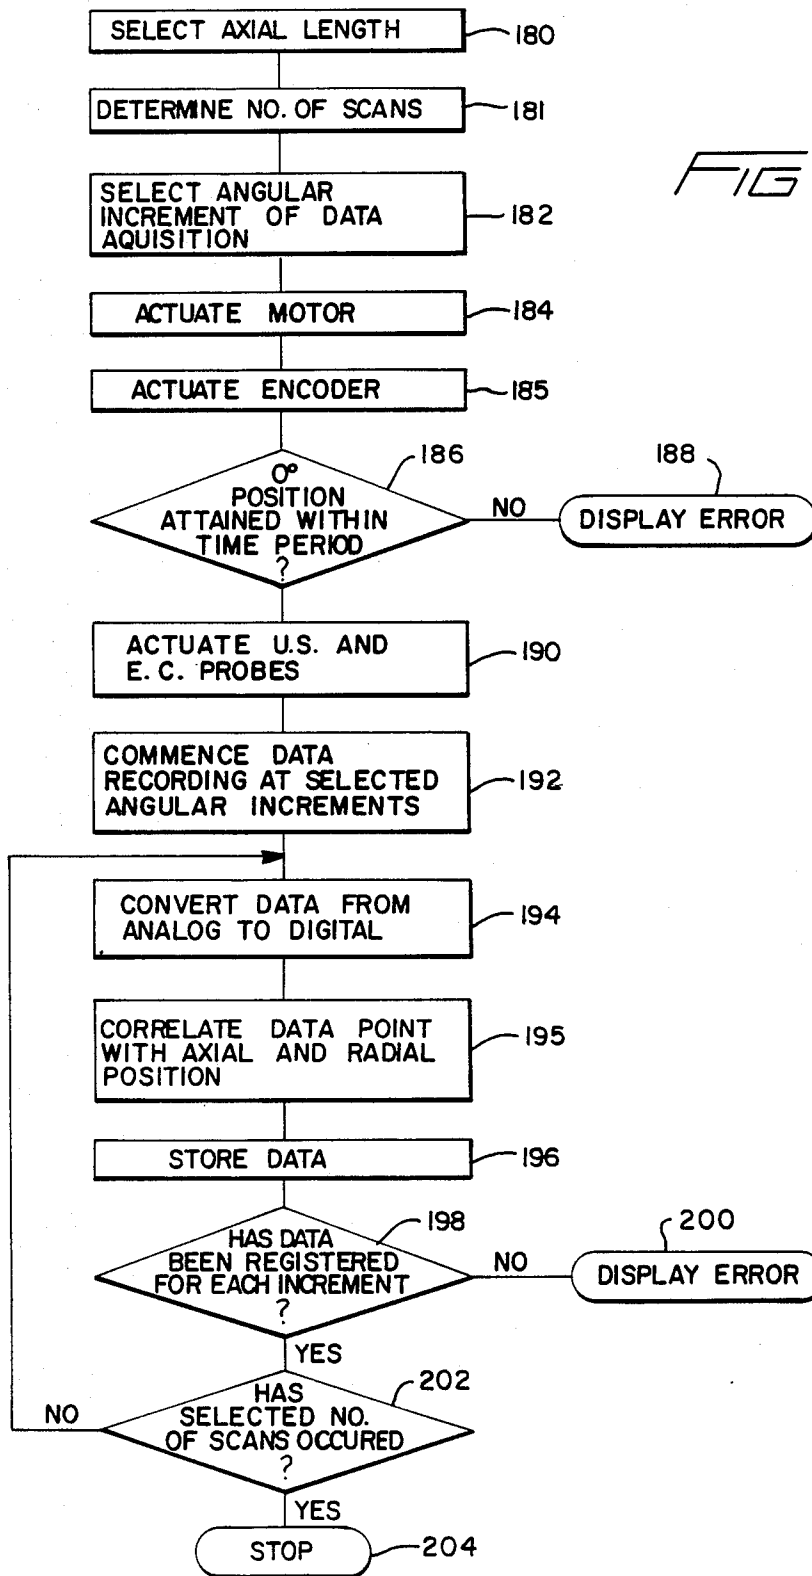 SELECT AXIAL LENGTH
180
DETERMINE NO. OF SCANS
181
FIG
SELECT ANGULAR
INCREMENT OF DATA
AQUISITION
182
ACTUATE MOTOR
184
ACTUATE ENCODER
185
186
0°
POSITION
ATTAINED WITHIN
TIME PERIOD
?
NO
188
DISPLAY ERROR
ACTUATE U.S. AND
E. C. PROBES
190
COMMENCE DATA
RECORDING AT SELECTED
ANGULAR INCREMENTS
192
CONVERT DATA FROM
ANALOG TO DIGITAL
194
CORRELATE DATA POINT
WITH AXIAL AND RADIAL
POSITION
195
STORE DATA
196
198
HAS DATA
BEEN REGISTERED
FOR EACH INCREMENT
?
NO
200
DISPLAY ERROR
YES
202
HAS
SELECTED NO.
OF SCANS OCCURED
?
NO
YES
STOP
204